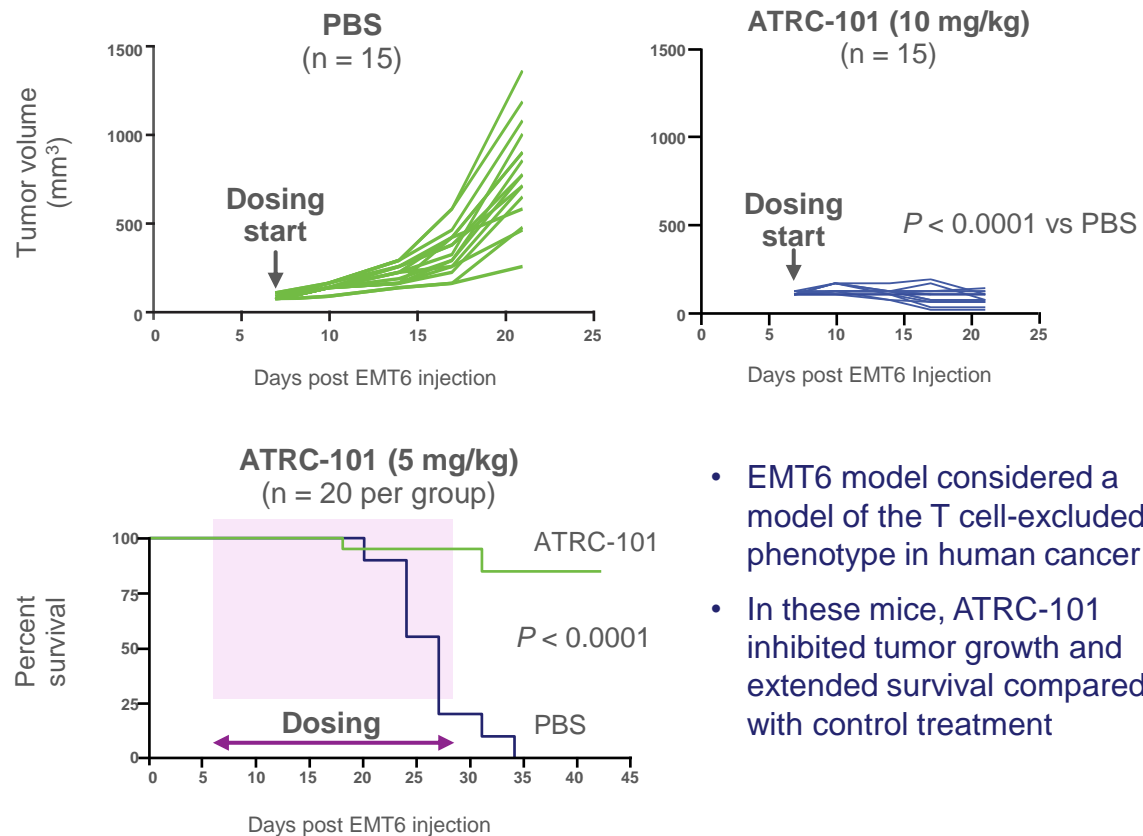 PBS
(n = 15)
Tumor volume
(mm³)
1500
1000
500
0
Dosing
start
0
5
10
15
20
25
Days post EMT6 injection
ATRC-101 (10 mg/kg)
(n = 15)
1500
1000
500
0
Dosing
start
P < 0.0001 vs PBS
0
5
10
15
20
25
Days post EMT6 Injection
ATRC-101 (5 mg/kg)
(n = 20 per group)
Percent
survival
100
75
50
25
0
ATRC-101
P < 0.0001
PBS
Dosing
0
5
10
15
20
25
30
35
40
45
Days post EMT6 injection
• EMT6 model considered a
model of the T cell-excluded
phenotype in human cancer
• In these mice, ATRC-101
inhibited tumor growth and
extended survival compared
with control treatment